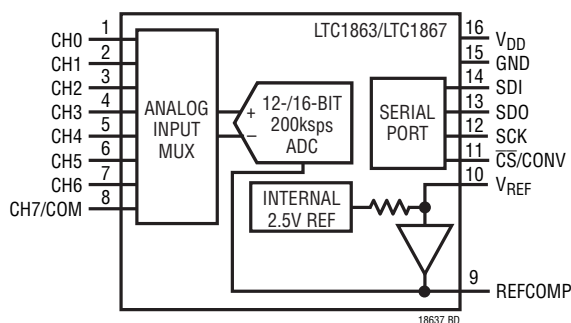 LTC1863/LTC1867
CH0 1
CH1 2
CH2 3
CH3 4
CH4 5
CH5 6
CH6 7
CH7/COM 8
ANALOG
INPUT
MUX
+
–
12-/16-BIT
200ksps
ADC
SERIAL
PORT
INTERNAL
2.5V REF
16 VDD
15 GND
14 SDI
13 SDO
12 SCK
11 C̅S̅/CONV
10 VREF
9 REFCOMP
18637 BD